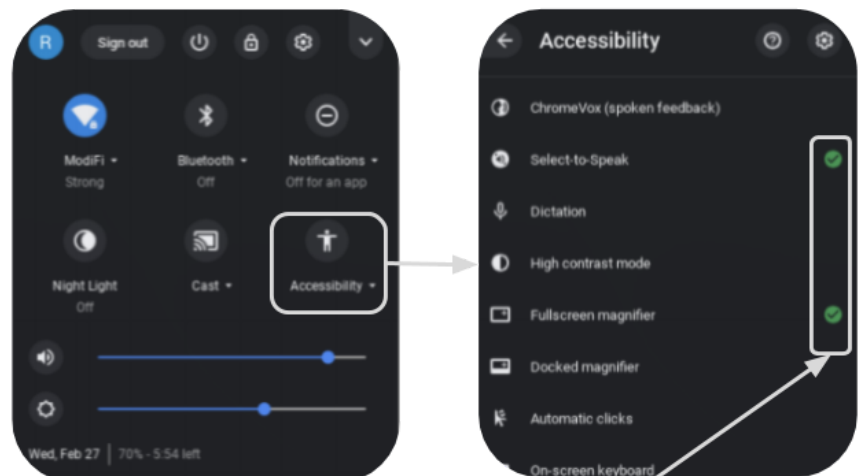 R Sign out
ModiFi Bluetooth Notifications
Strong Off Off for an app
Night Light Cast Accessibility
Off
Wed, Feb 27 70% - 5:54 left
Accessibility
ChromeVox (spoken feedback)
Select-to-Speak
Dictation
High contrast mode
Fullscreen magnifier
Docked magnifier
Automatic clicks
On-screen keyboard